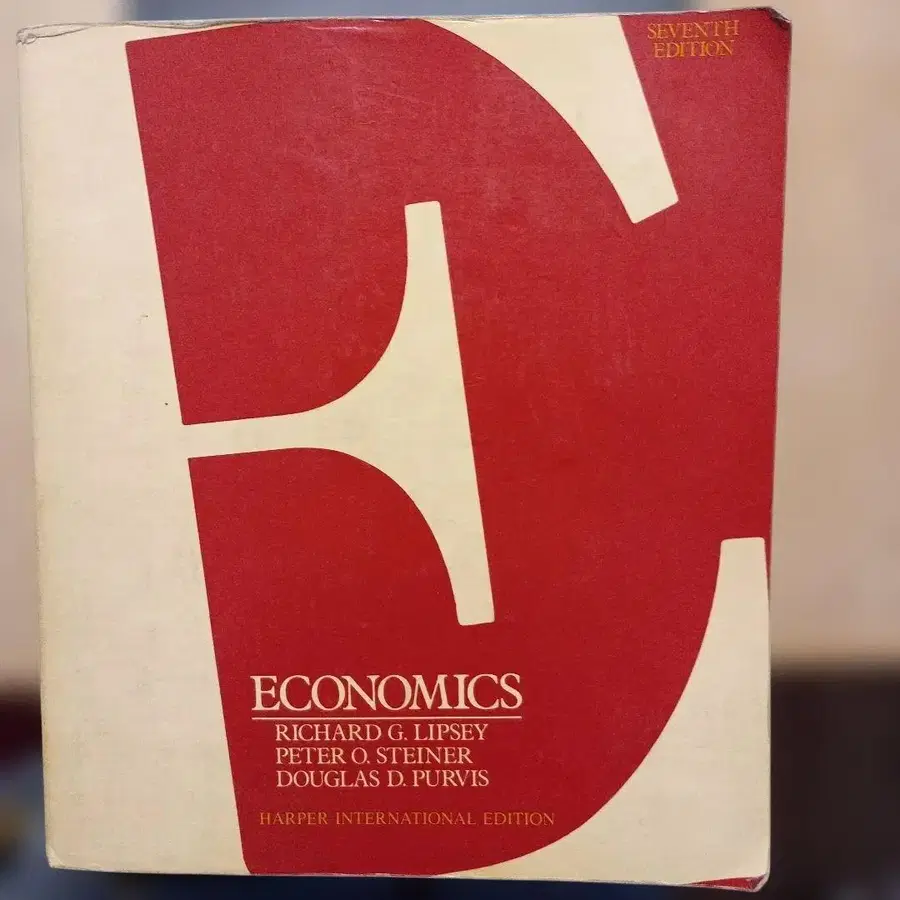 SEVENTH
EDITION
ECONOMICS
RICHARD G. LIPSEY
PETER O. STEINER
DOUGLAS D. PURVIS
HARPER INTERNATIONAL EDITION